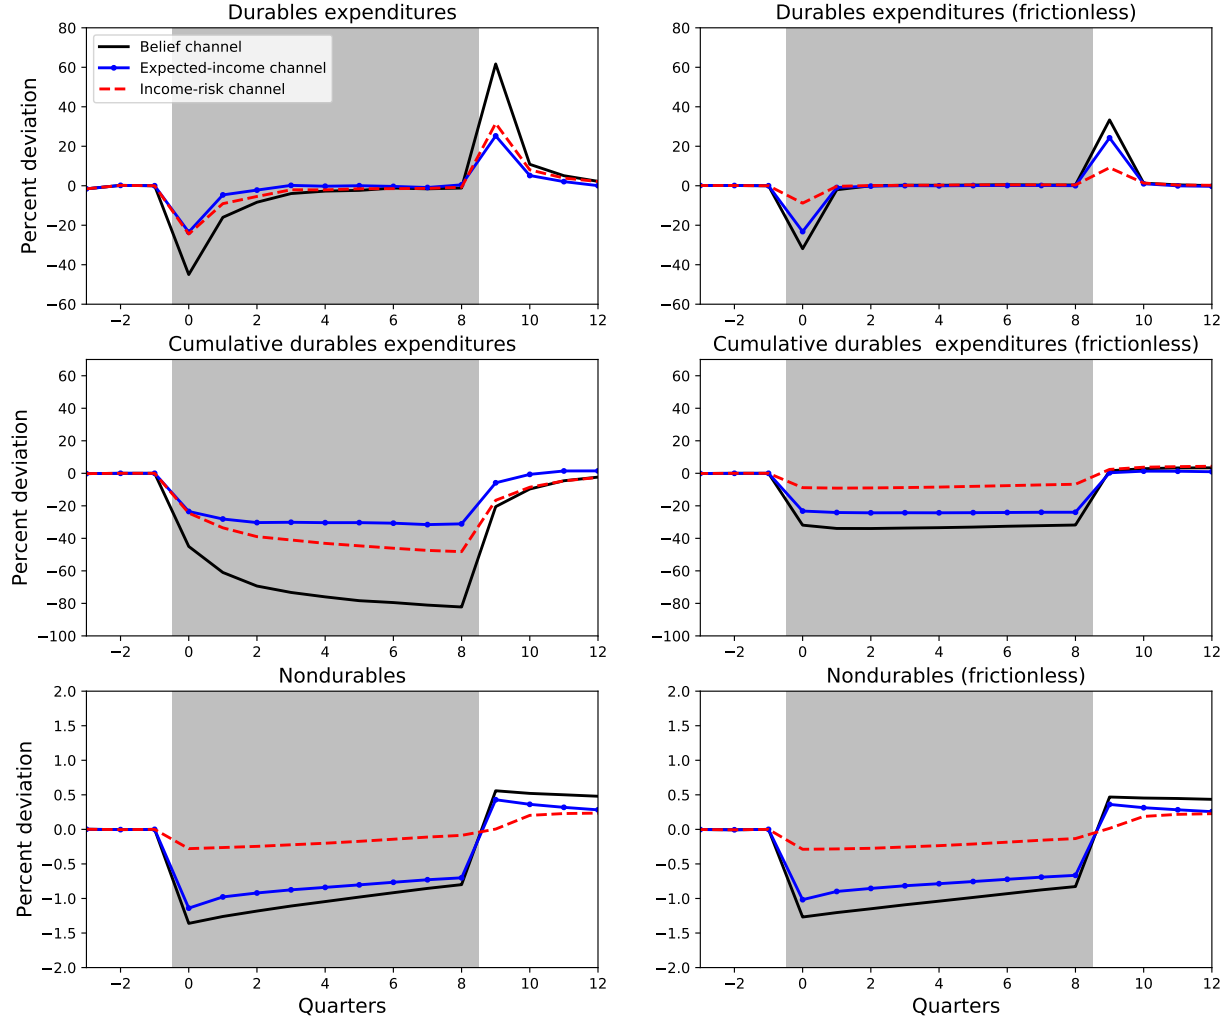 Durables expenditures
Percent deviation
80
60
40
20
0
−20
−40
−60
Belief channel
Expected-income channel
Income-risk channel
−2 0 2 4 6 8 10 12
Durables expenditures (frictionless)
Percent deviation
80
60
40
20
0
−20
−40
−60
−2 0 2 4 6 8 10 12
Cumulative durables expenditures
Percent deviation
60
40
20
0
−20
−40
−60
−80
−100
−2 0 2 4 6 8 10 12
Cumulative durables  expenditures (frictionless)
Percent deviation
60
40
20
0
−20
−40
−60
−80
−100
−2 0 2 4 6 8 10 12
Nondurables
Percent deviation
2.0
1.5
1.0
0.5
0.0
−0.5
−1.0
−1.5
−2.0
−2 0 2 4 6 8 10 12
Quarters
Nondurables (frictionless)
Percent deviation
2.0
1.5
1.0
0.5
0.0
−0.5
−1.0
−1.5
−2.0
−2 0 2 4 6 8 10 12
Quarters